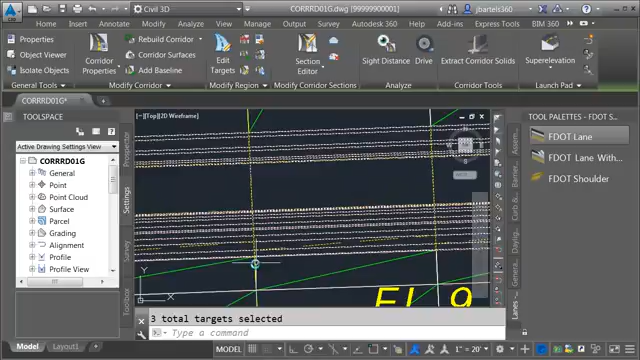 Civil 3D
CORRRD01G.dwg (99999990001)
jbartels360
Annotate
Analyze
View
Manage
Output
Survey
Autodesk 360
Add-ins
Express Tools
BIM 360
Properties
Object Viewer
Isolate Objects
General Tools
Corridor Properties
Rebuild Corridor
Corridor Surfaces
Add Baseline
Modify Corridor
Edit Targets
Modify Region
Section Editor
Modify Corridor Sections
Sight Distance
Drive
Analyze
Extract Corridor Solids
Corridor Tools
Superelevation
Launch Pad
CORRRD01G*
TOOLSPACE
Active Drawing Settings View
CORRRD01G
General
Point
Point Cloud
Surface
Parcel
Grading
Alignment
Profile
Profile View
Prospector
Settings
Survey
Toolbox
[-][Top][2D Wireframe]
TOP
Y
X
EL 9
3 total targets selected
Type a command
TOOL PALETTES - FDOT S
FDOT Lane
FDOT Lane With...
FDOT Shoulder
Lanes
Model
Layout1
MODEL
1" = 20'